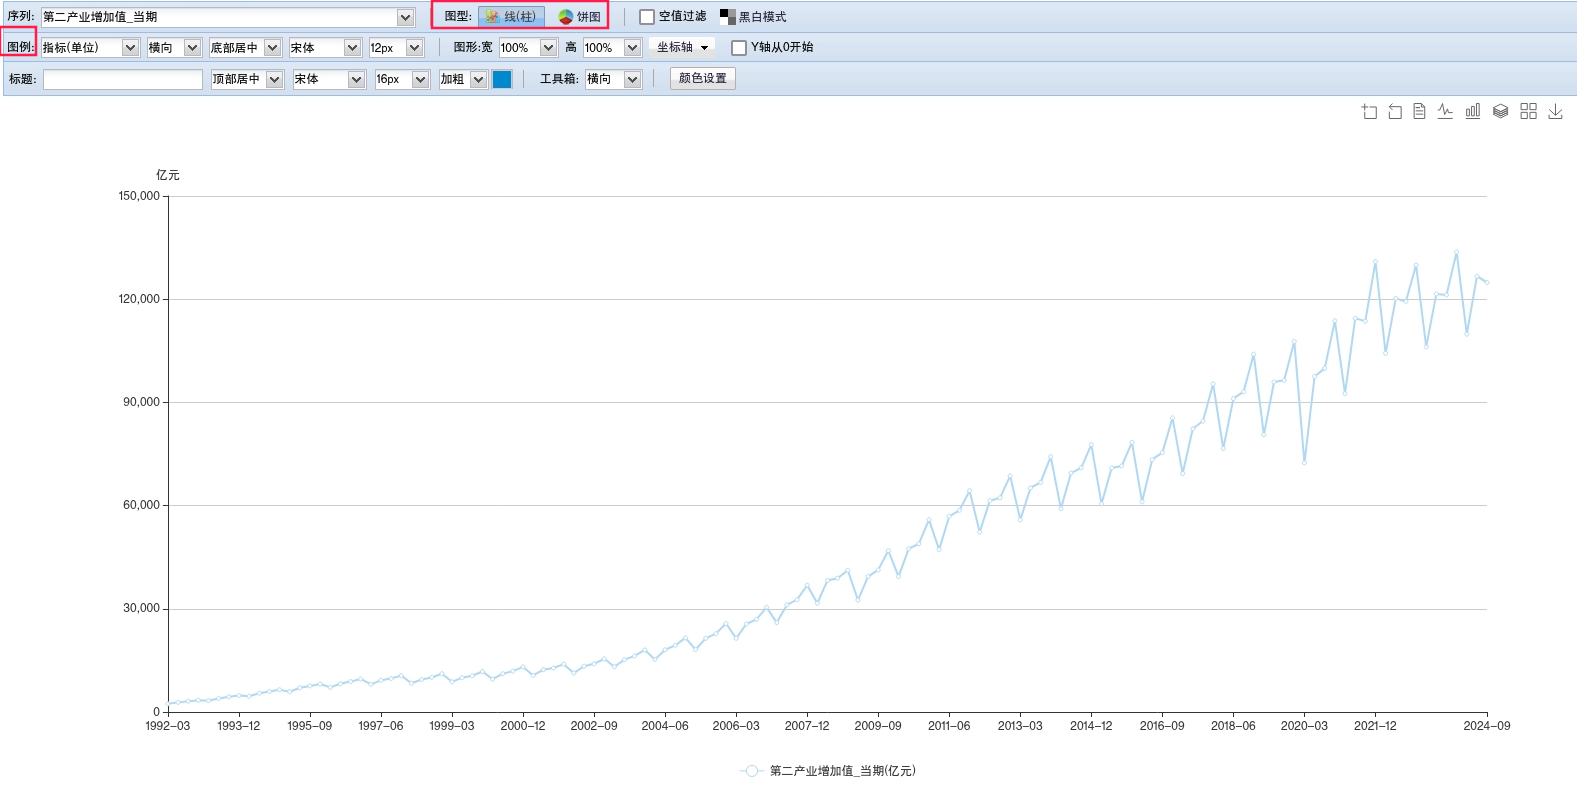 序列: 第二产业增加值_当期 图型: 线(柱) 饼图 空值过滤 黑白模式
图例: 指标(单位) 横向 底部居中 宋体 12px 图形:宽 100% 高 100% 坐标轴 Y轴从0开始
标题: 顶部居中 宋体 16px 加粗 工具箱: 横向 颜色设置
亿元
150,000
120,000
90,000
60,000
30,000
0
1992-03 1993-12 1995-09 1997-06 1999-03 2000-12 2002-09 2004-06 2006-03 2007-12 2009-09 2011-06 2013-03 2014-12 2016-09 2018-06 2020-03 2021-12 2024-09
第二产业增加值_当期(亿元)